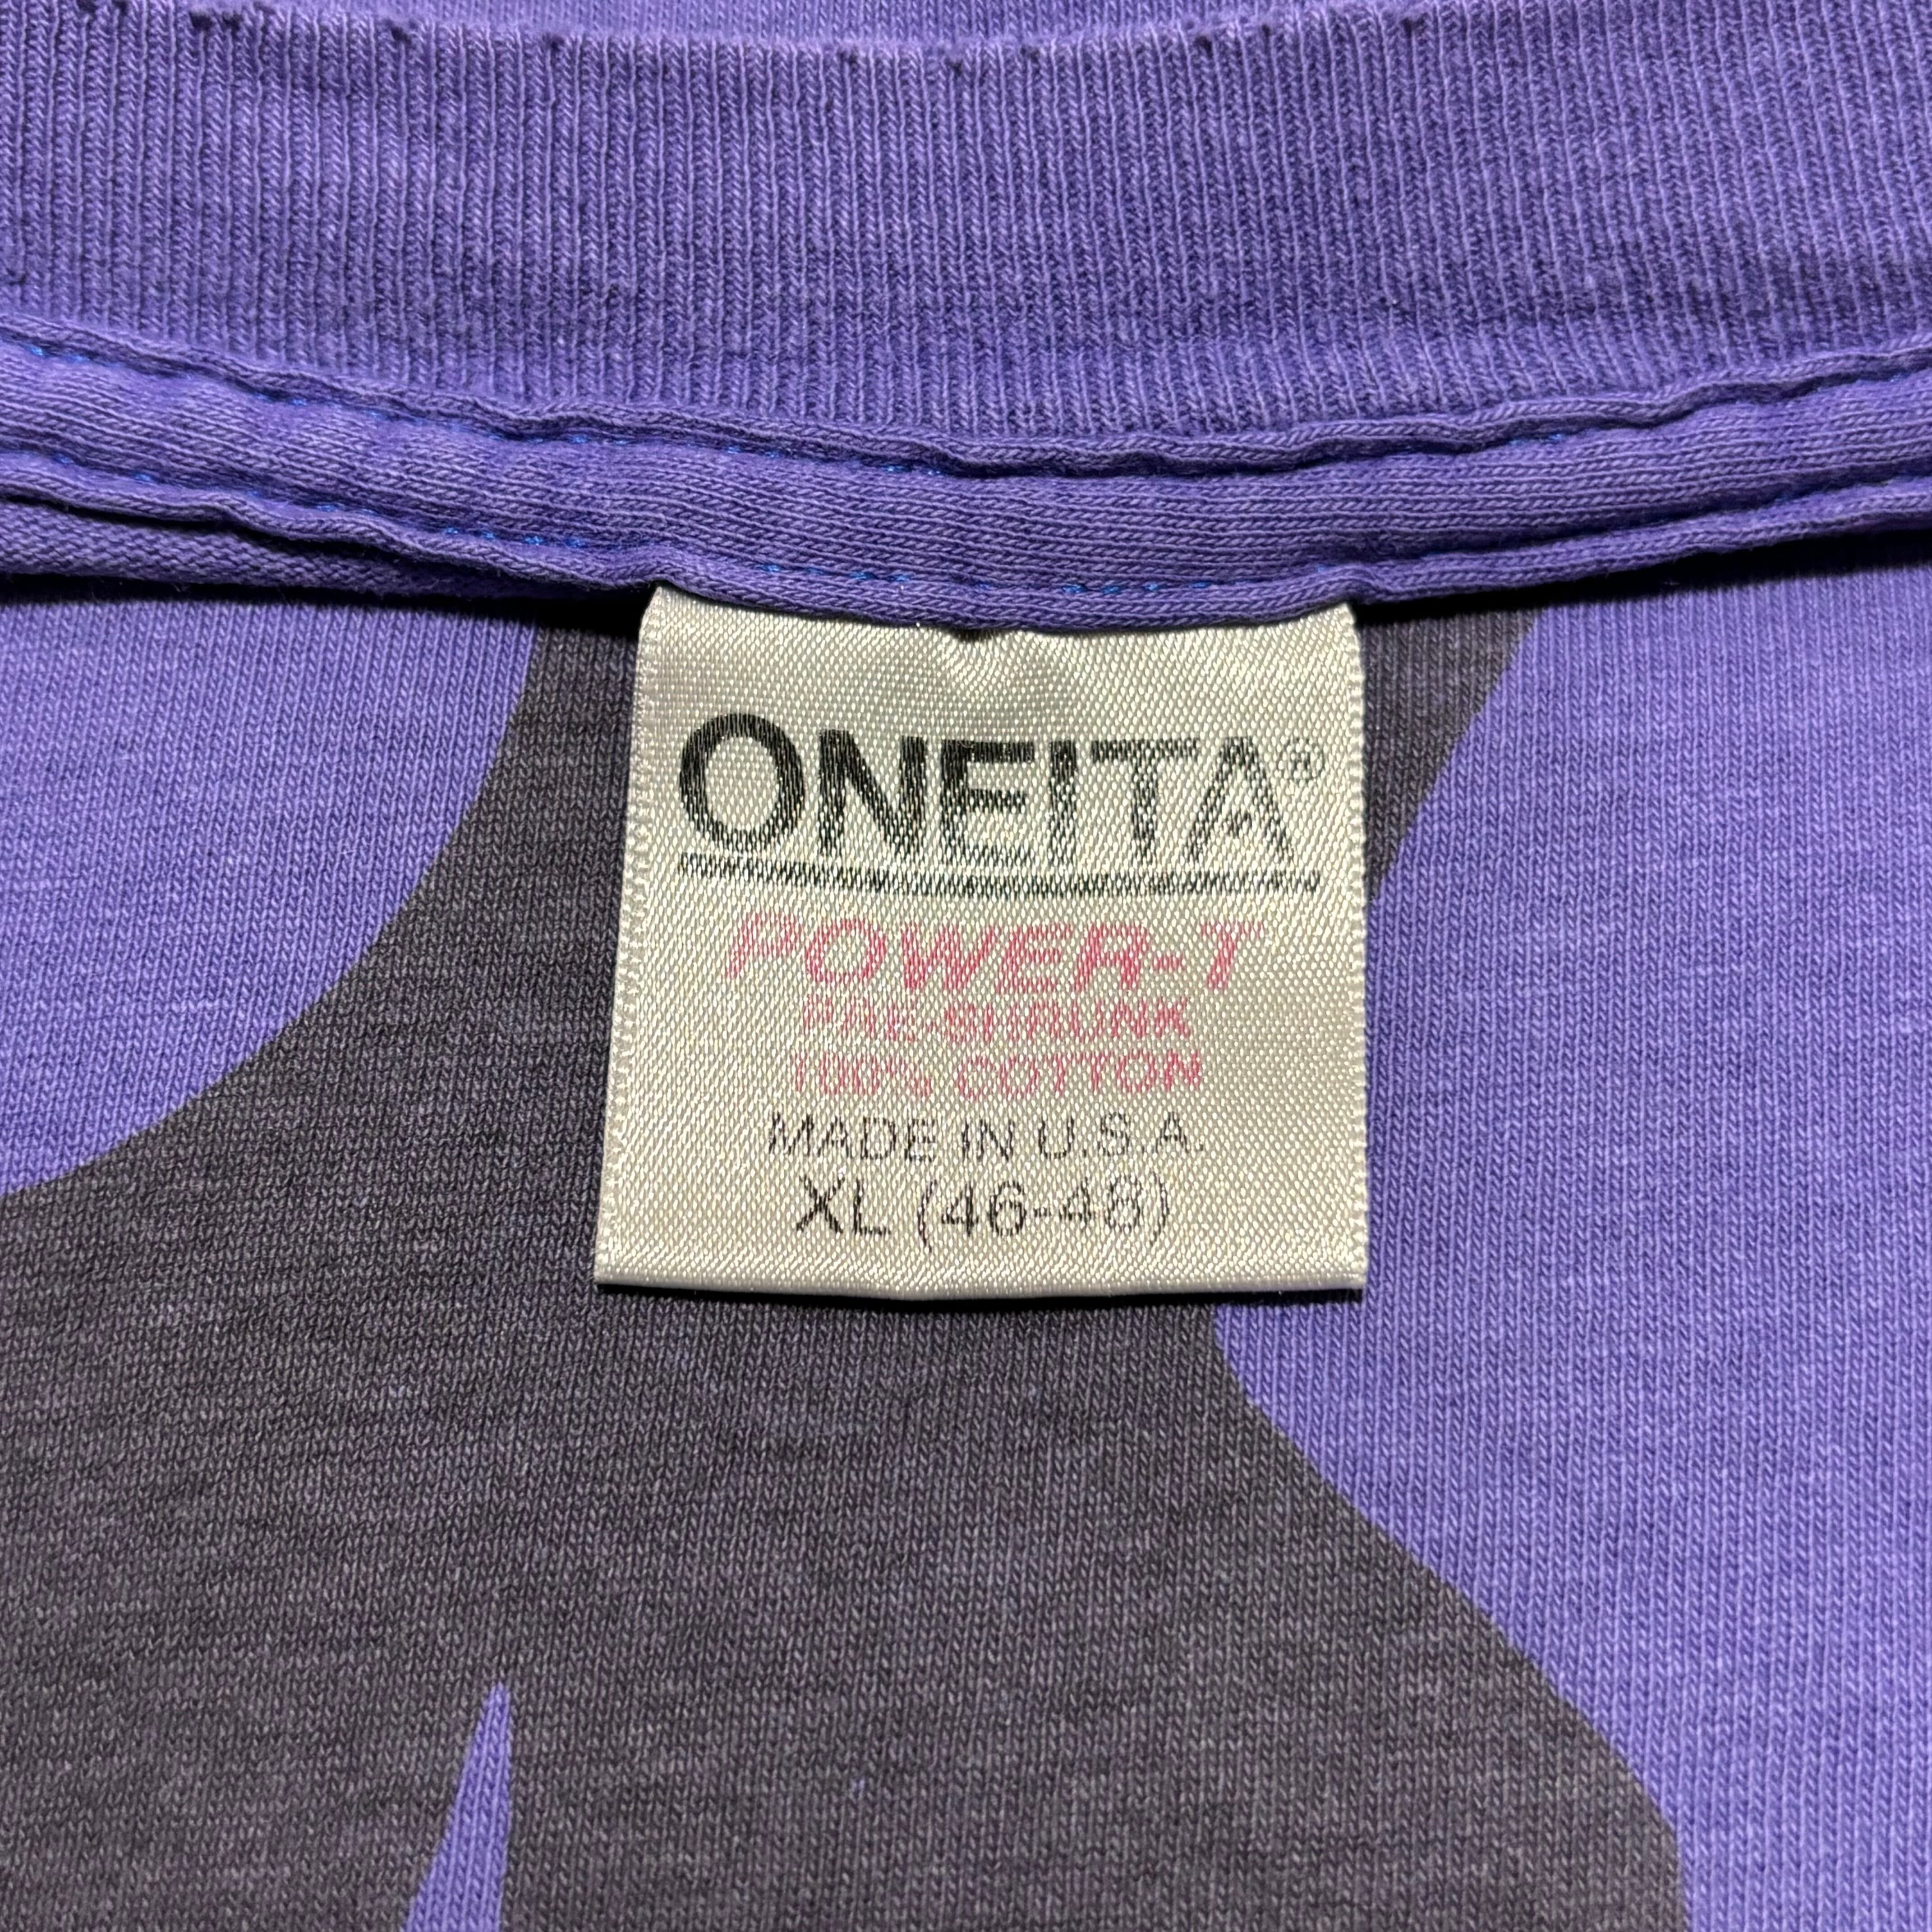 ONEITA®
POWER-T
PRE-SHRUNK
100% COTTON
MADE IN U.S.A.
XL (46-48)